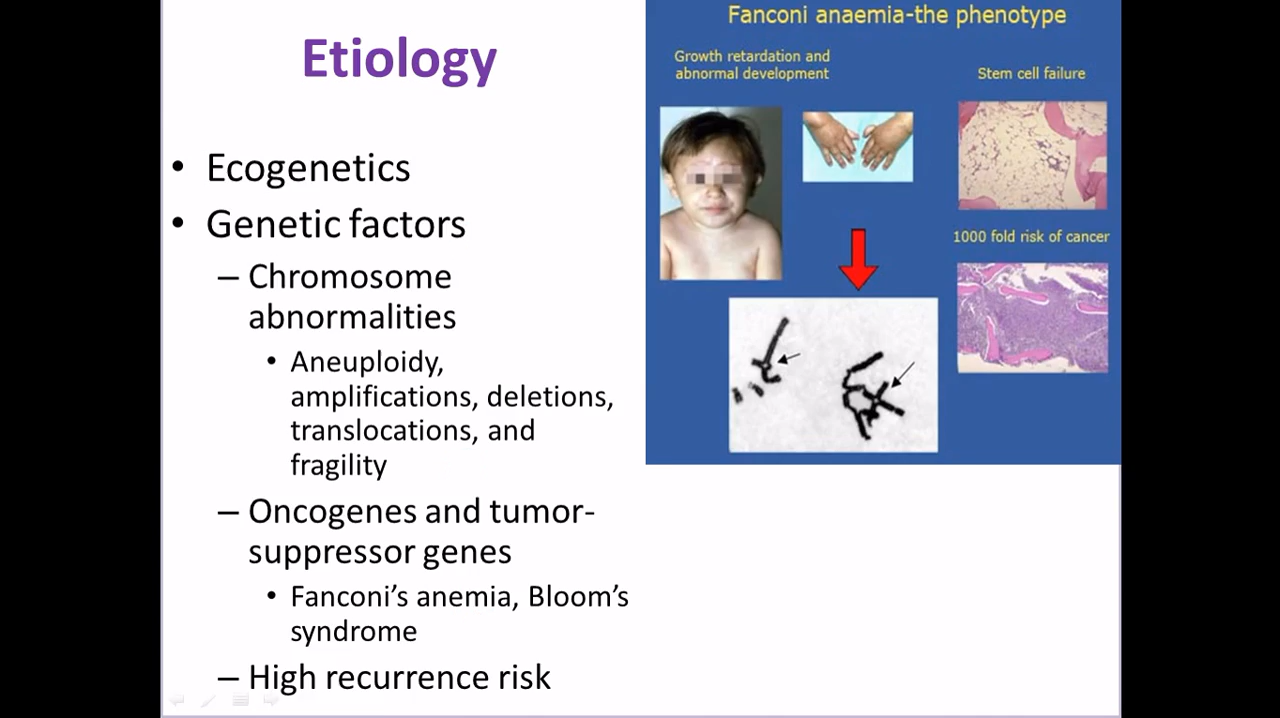 Etiology
• Ecogenetics
• Genetic factors
– Chromosome
abnormalities
• Aneuploidy,
amplifications, deletions,
translocations, and
fragility
– Oncogenes and tumor-
suppressor genes
• Fanconi’s anemia, Bloom’s
syndrome
– High recurrence risk
Fanconi anaemia-the phenotype
Growth retardation and
abnormal development
Stem cell failure
1000 fold risk of cancer